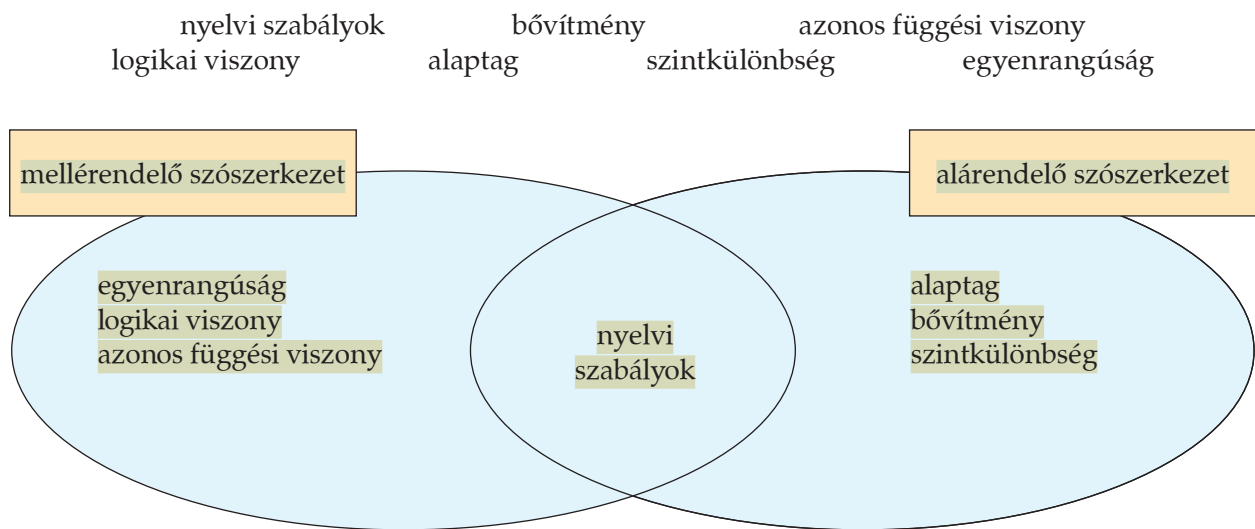 nyelvi szabályok bővítmény azonos függési viszony
logikai viszony alaptag szintkülönbség egyenrangúság
mellérendelő szószerkezet
alárendelő szószerkezet
egyenrangúság
logikai viszony
azonos függési viszony
nyelvi
szabályok
alaptag
bővítmény
szintkülönbség